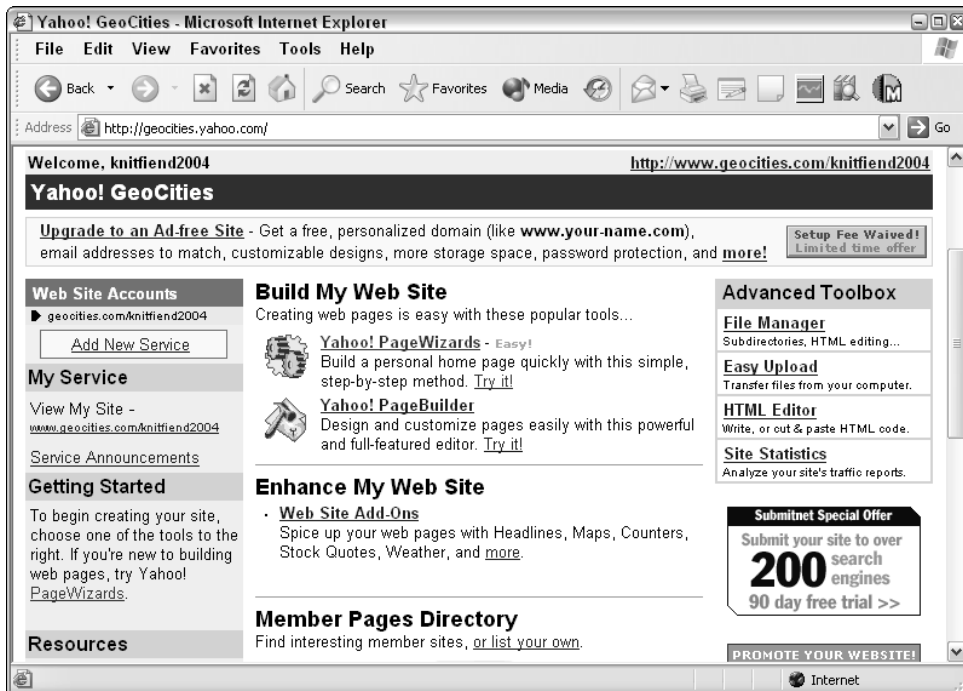 Yahoo! GeoCities - Microsoft Internet Explorer
File Edit View Favorites Tools Help
Back Search Favorites Media
Address http://geocities.yahoo.com/ Go
Welcome, knitfiend2004 http://www.geocities.com/knitfiend2004
Yahoo! GeoCities
Upgrade to an Ad-free Site - Get a free, personalized domain (like www.your-name.com),
email addresses to match, customizable designs, more storage space, password protection, and more!
Setup Fee Waived!
Limited time offer
Web Site Accounts
geocities.com/knitfiend2004
Add New Service
My Service
View My Site -
www.geocities.com/knitfiend2004
Service Announcements
Getting Started
To begin creating your site,
choose one of the tools to the
right. If you're new to building
web pages, try Yahoo!
PageWizards.
Resources
Build My Web Site
Creating web pages is easy with these popular tools...
Yahoo! PageWizards - Easy!
Build a personal home page quickly with this simple,
step-by-step method. Try it!
Yahoo! PageBuilder
Design and customize pages easily with this powerful
and full-featured editor. Try it!
Enhance My Web Site
· Web Site Add-Ons
Spice up your web pages with Headlines, Maps, Counters,
Stock Quotes, Weather, and more.
Member Pages Directory
Find interesting member sites, or list your own.
Advanced Toolbox
File Manager
Subdirectories, HTML editing...
Easy Upload
Transfer files from your computer.
HTML Editor
Write, or cut & paste HTML code.
Site Statistics
Analyze your site's traffic reports.
Submitnet Special Offer
Submit your site to over
200 search
engines
90 day free trial >>
PROMOTE YOUR WEBSITE!
Internet